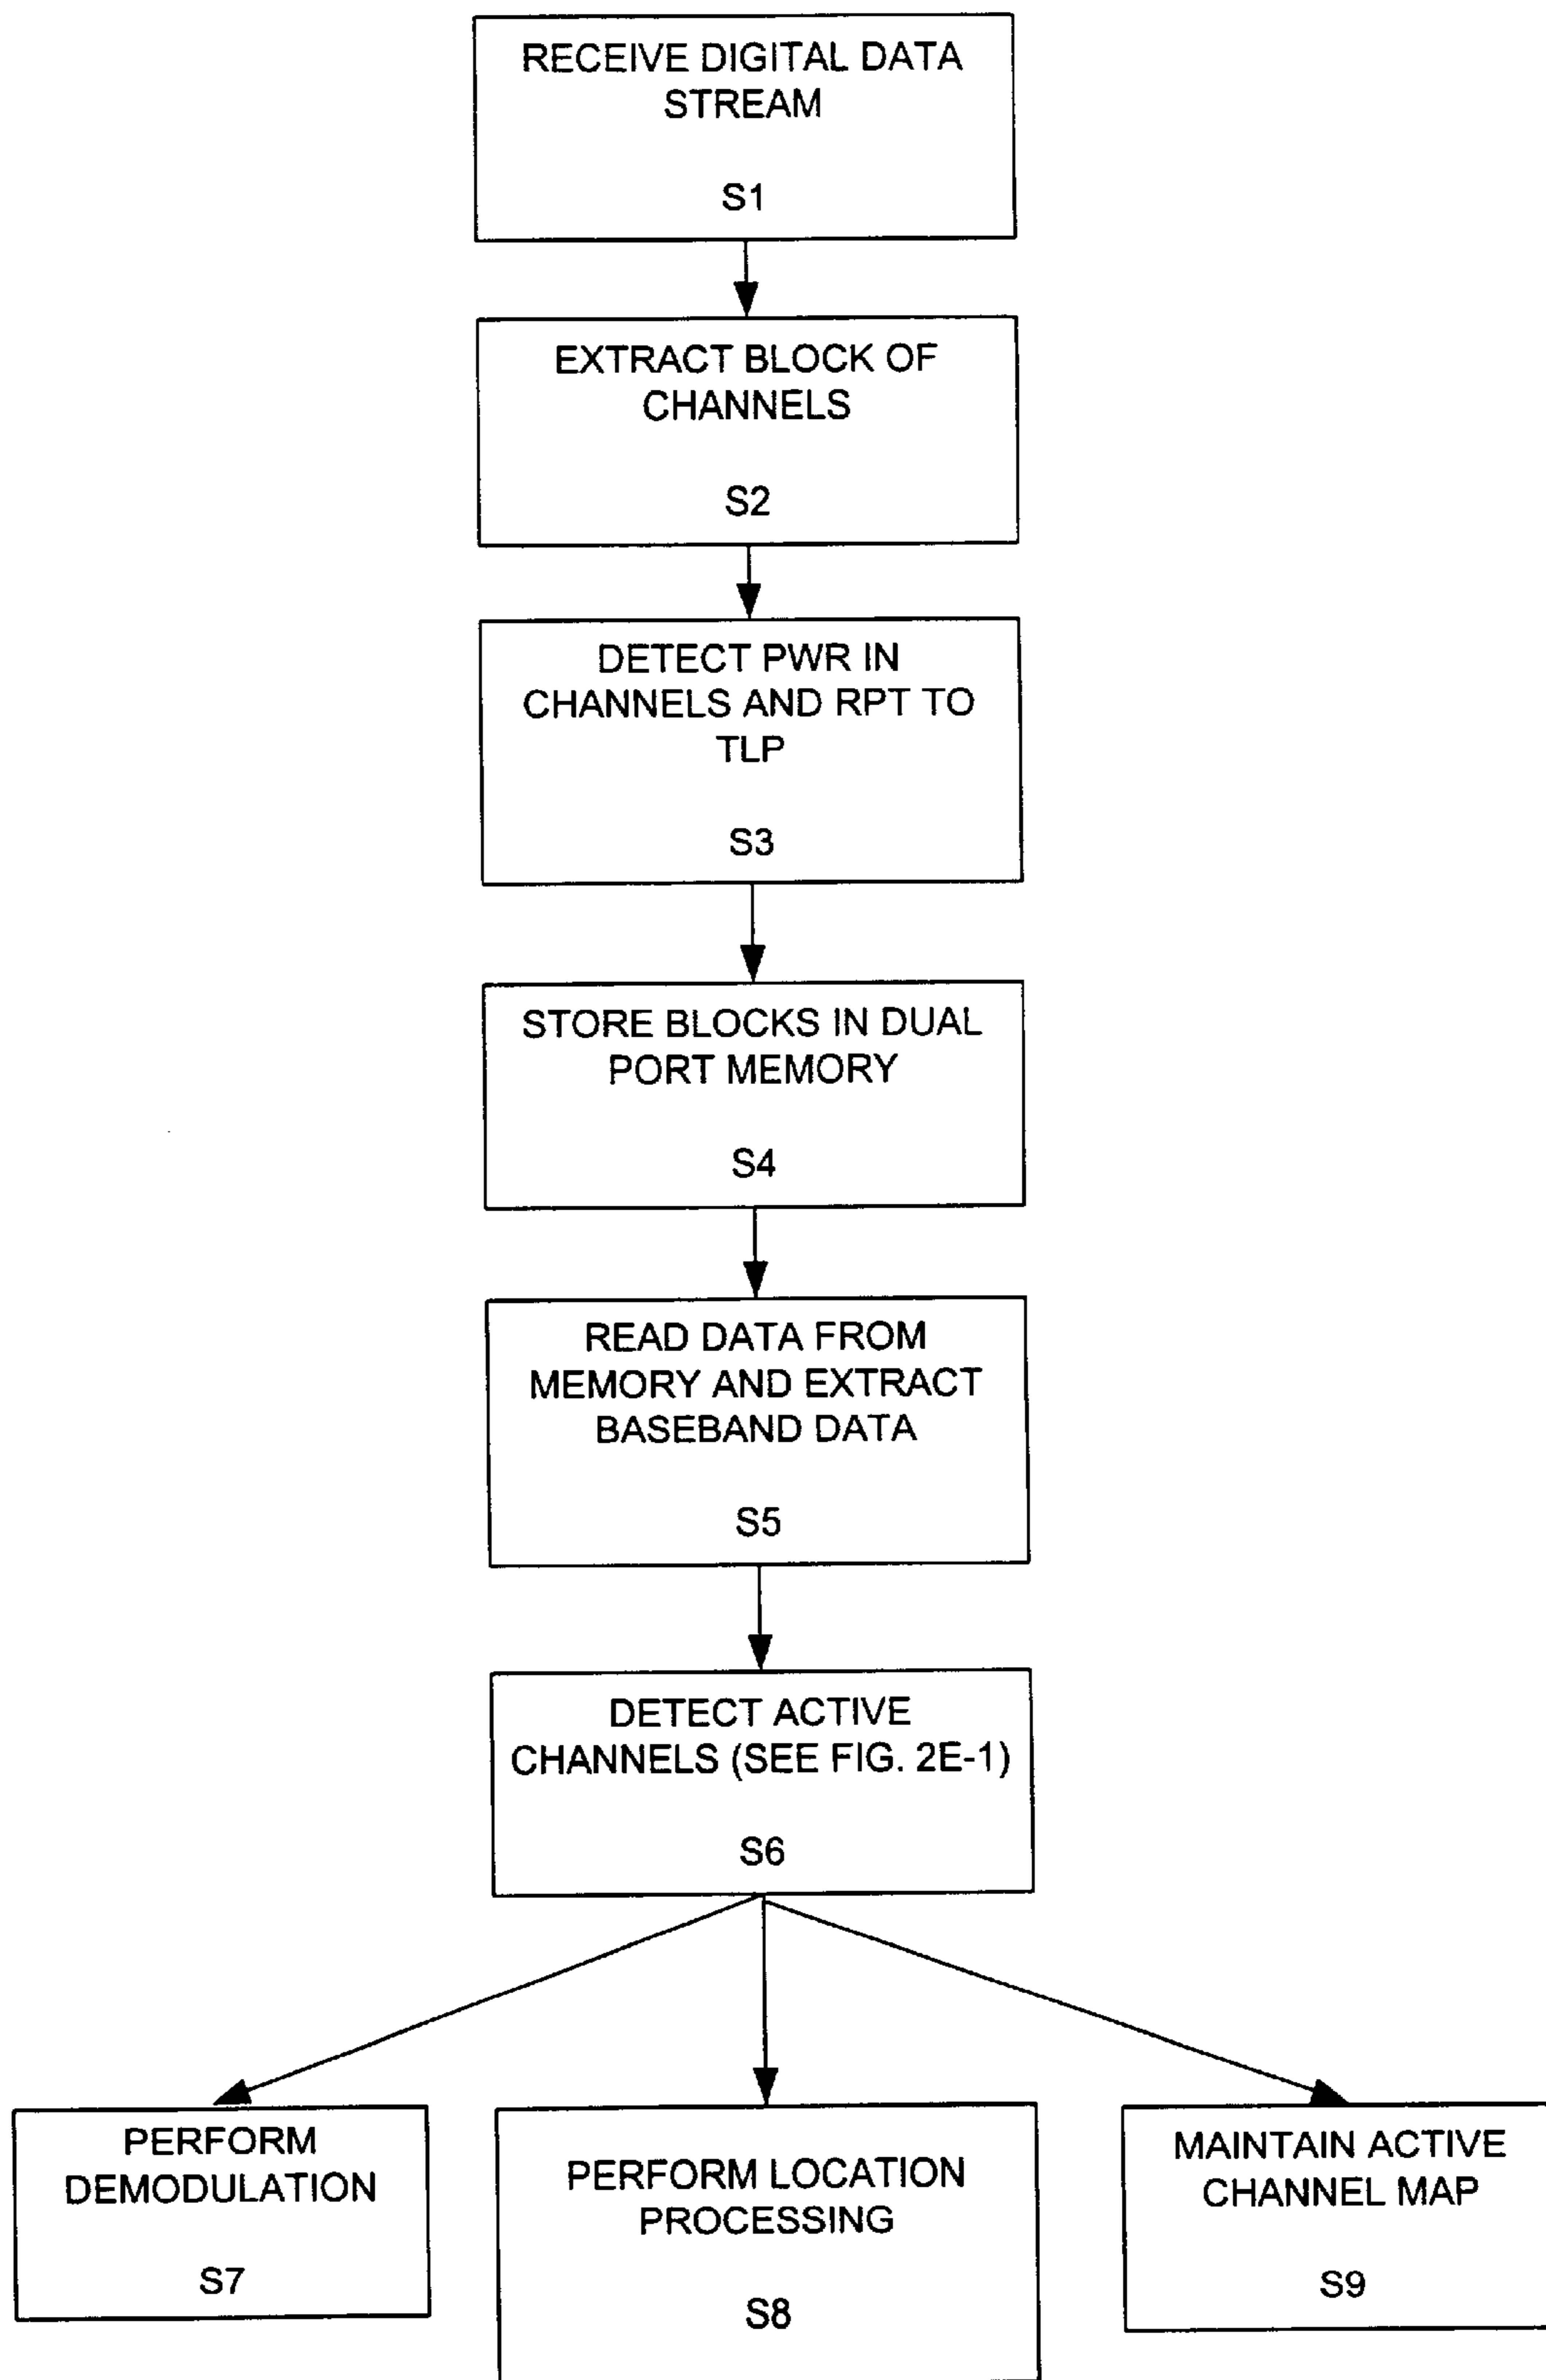 RECEIVE DIGITAL DATA
STREAM
S1
EXTRACT BLOCK OF
CHANNELS
S2
DETECT PWR IN
CHANNELS AND RPT TO
TLP
S3
STORE BLOCKS IN DUAL
PORT MEMORY
S4
READ DATA FROM
MEMORY AND EXTRACT
BASEBAND DATA
S5
DETECT ACTIVE
CHANNELS (SEE FIG. 2E-1)
S6
PERFORM
DEMODULATION
S7
PERFORM LOCATION
PROCESSING
S8
MAINTAIN ACTIVE
CHANNEL MAP
S9